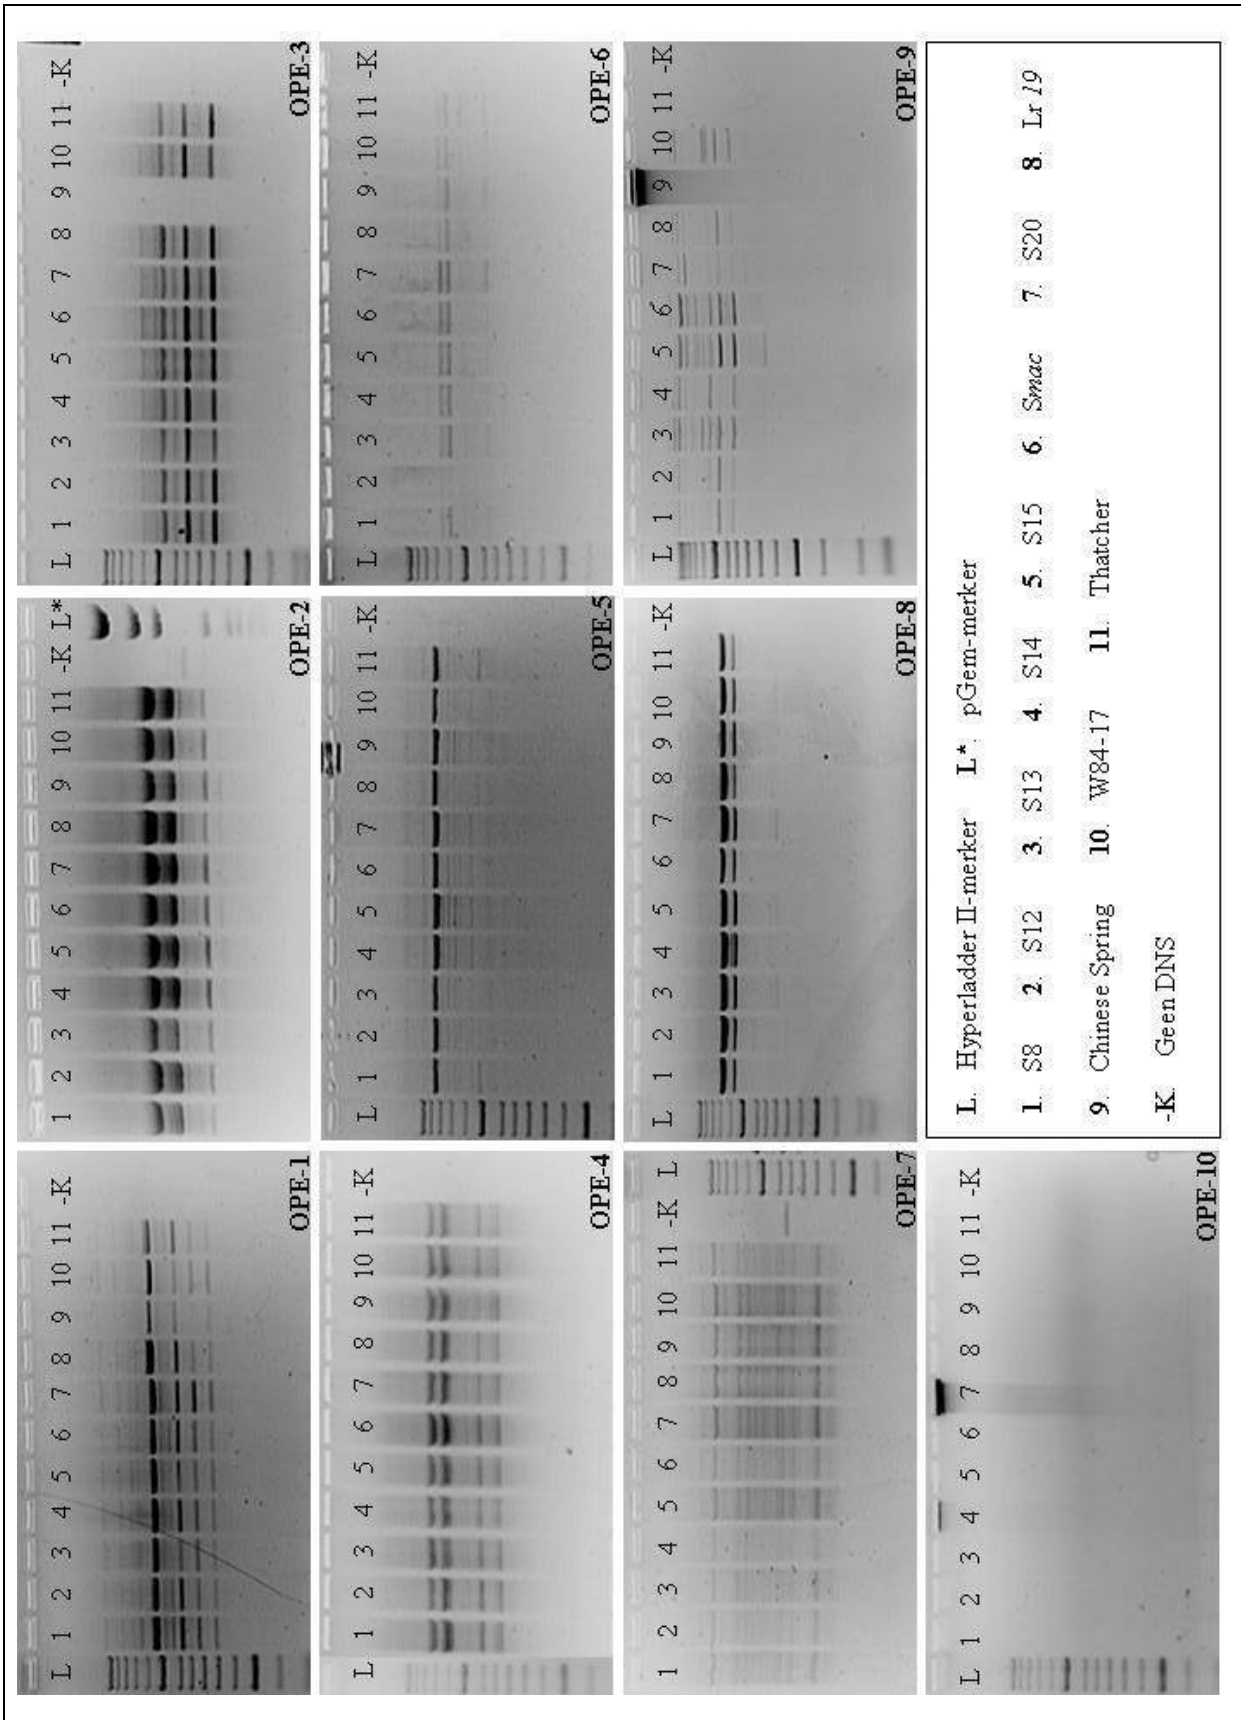 L 1 2 3 4 5 6 7 8 9 10 11 -K
OPE-1
1 2 3 4 5 6 7 8 9 10 11 -K L*
OPE-2
L 1 2 3 4 5 6 7 8 9 10 11 -K
OPE-3
L 1 2 3 4 5 6 7 8 9 10 11 -K
OPE-4
L 1 2 3 4 5 6 7 8 9 10 11 -K
OPE-5
L 1 2 3 4 5 6 7 8 9 10 11 -K
OPE-6
1 2 3 4 5 6 7 8 9 10 11 -K L
OPE-7
L 1 2 3 4 5 6 7 8 9 10 11 -K
OPE-8
L 1 2 3 4 5 6 7 8 9 10 11 -K
OPE-9
L 1 2 3 4 5 6 7 8 9 10 11 -K
OPE-10
L. Hyperladder II-merker L*. pGem-merker
1. S8 2. S12 3. S13 4. S14 5. S15 6. Smac 7. S20 8. Lr 19
9. Chinese Spring 10. W84-17 11. Thatcher
-K. Geen DNS